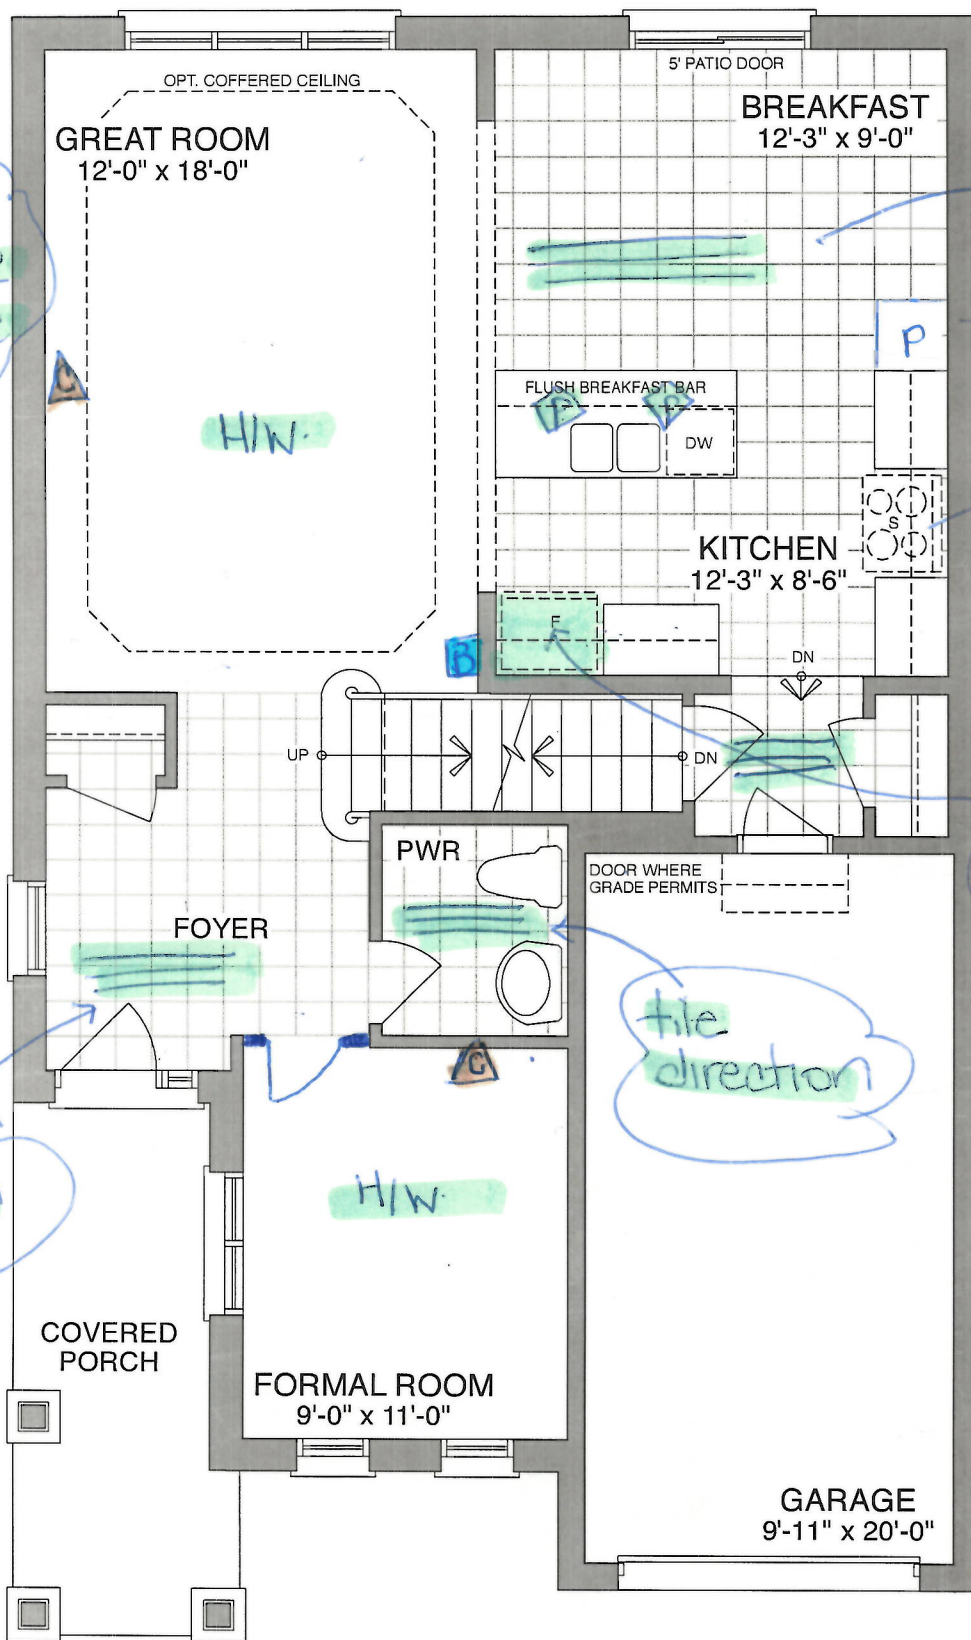 OPT. COFFERED CEILING
5' PATIO DOOR
GREAT ROOM
12'-0" x 18'-0"
BREAKFAST
12'-3" x 9'-0"
P
C
FLUSH BREAKFAST BAR
P
P
DW
H/W.
S
KITCHEN
12'-3" x 8'-6"
F
B
DN
UP
DN
PWR
DOOR WHERE
GRADE PERMITS
FOYER
tile
direction
C
H/W.
COVERED
PORCH
FORMAL ROOM
9'-0" x 11'-0"
GARAGE
9'-11" x 20'-0"